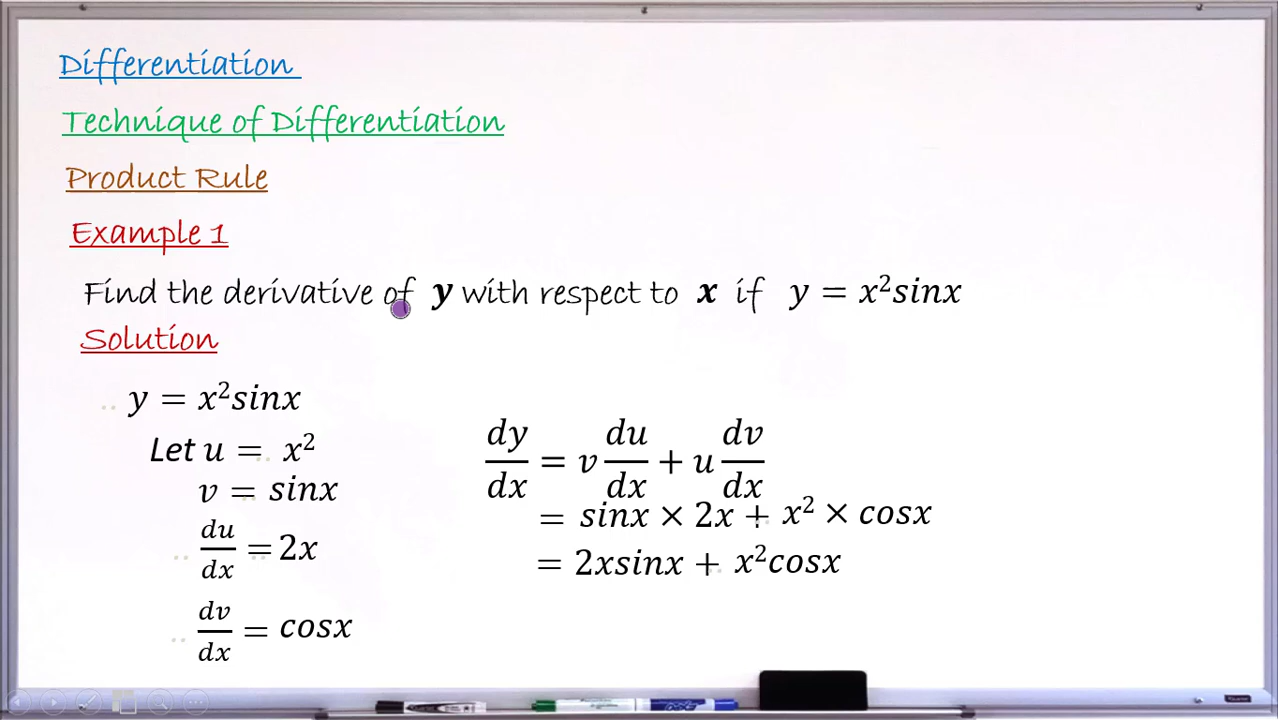 Differentiation
Technique of Differentiation
Product Rule
Example 1
Find the derivative of y with respect to x if y = x²sinx
Solution
y = x²sinx
Let u = x²
v = sinx
du/dx = 2x
dv/dx = cosx
dy/dx = v du/dx + u dv/dx
= sinx × 2x + x² × cosx
= 2xsinx + x²cosx